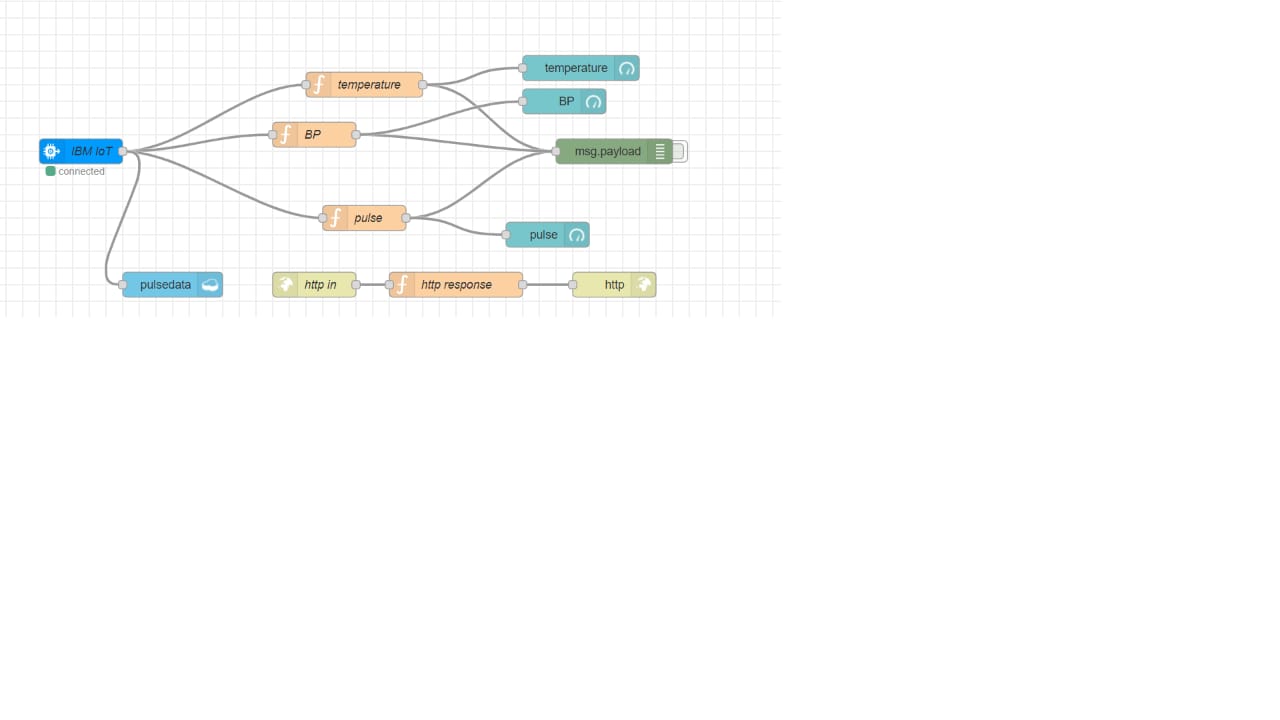 temperature
temperature
BP
BP
IBM IoT
msg.payload
connected
pulse
pulse
pulsedata
http in
http response
http